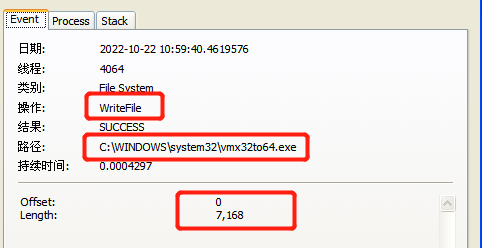 Event Process Stack
日期: 2022-10-22 10:59:40.4619576
线程: 4064
类别: File System
操作: WriteFile
结果: SUCCESS
路径: C:\WINDOWS\system32\vmx32to64.exe
持续时间: 0.0004297
Offset: 0
Length: 7,168